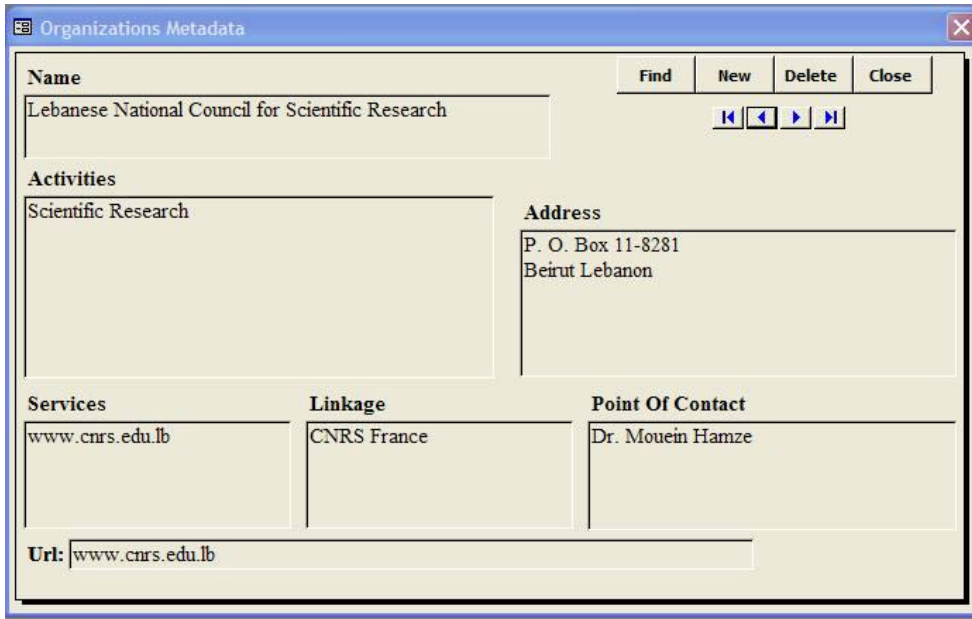 Organizations Metadata
Name
Find New Delete Close
Lebanese National Council for Scientific Research
Activities
Scientific Research
Address
P. O. Box 11-8281
Beirut Lebanon
Services Linkage Point Of Contact
www.cnrs.edu.lb CNRS France Dr. Mouein Hamze
Url: www.cnrs.edu.lb